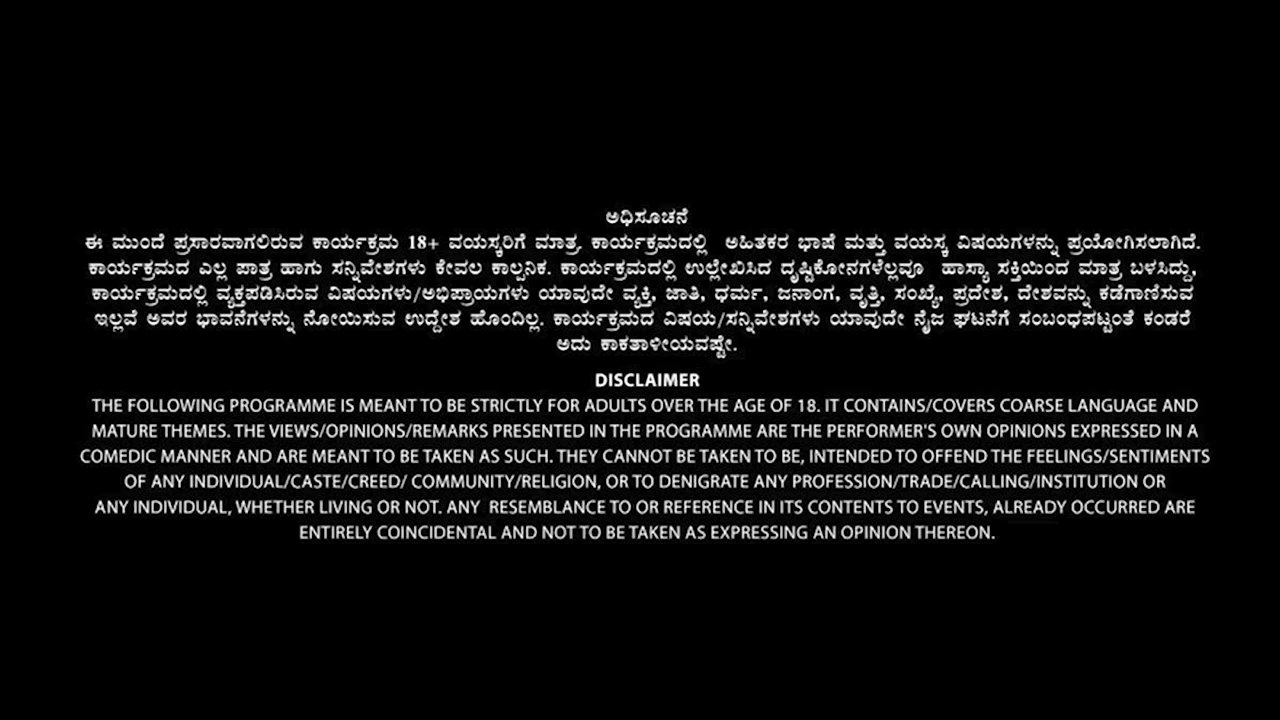 ಅಧಿಸೂಚನೆ
ಈ ಮುಂದೆ ಪ್ರಸಾರವಾಗಲಿರುವ ಕಾರ್ಯಕ್ರಮ 18+ ವಯಸ್ಕರಿಗೆ ಮಾತ್ರ. ಕಾರ್ಯಕ್ರಮದಲ್ಲಿ ಅಹಿತಕರ ಭಾಷೆ ಮತ್ತು ವಯಸ್ಕ ವಿಷಯಗಳನ್ನು ಪ್ರಯೋಗಿಸಲಾಗಿದೆ.
ಕಾರ್ಯಕ್ರಮದ ಎಲ್ಲ ಪಾತ್ರ ಹಾಗು ಸನ್ನಿವೇಶಗಳು ಕೇವಲ ಕಾಲ್ಪನಿಕ. ಕಾರ್ಯಕ್ರಮದಲ್ಲಿ ಉಲ್ಲೇಖಿಸಿದ ದೃಷ್ಟಿಕೋನಗಳೆಲ್ಲವೂ ಹಾಸ್ಯಾ ಸಕ್ತಿಯಿಂದ ಮಾತ್ರ ಬಳಸಿದ್ದು,
ಕಾರ್ಯಕ್ರಮದಲ್ಲಿ ವ್ಯಕ್ತಪಡಿಸಿರುವ ವಿಷಯಗಳು/ಅಭಿಪ್ರಾಯಗಳು ಯಾವುದೇ ವ್ಯಕ್ತಿ, ಜಾತಿ, ಧರ್ಮ, ಜನಾಂಗ, ವೃತ್ತಿ, ಸಂಖ್ಯೆ, ಪ್ರದೇಶ, ದೇಶವನ್ನು ಕಡೆಗಾಣಿಸುವ
ಇಲ್ಲವೆ ಅವರ ಭಾವನೆಗಳನ್ನು ನೋಯಿಸುವ ಉದ್ದೇಶ ಹೊಂದಿಲ್ಲ. ಕಾರ್ಯಕ್ರಮದ ವಿಷಯ/ಸನ್ನಿವೇಶಗಳು ಯಾವುದೇ ನೈಜ ಘಟನೆಗೆ ಸಂಬಂಧಪಟ್ಟಂತೆ ಕಂಡರೆ
ಅದು ಕಾಕತಾಳೀಯವಷ್ಟೇ.
DISCLAIMER
THE FOLLOWING PROGRAMME IS MEANT TO BE STRICTLY FOR ADULTS OVER THE AGE OF 18. IT CONTAINS/COVERS COARSE LANGUAGE AND
MATURE THEMES. THE VIEWS/OPINIONS/REMARKS PRESENTED IN THE PROGRAMME ARE THE PERFORMER'S OWN OPINIONS EXPRESSED IN A
COMEDIC MANNER AND ARE MEANT TO BE TAKEN AS SUCH. THEY CANNOT BE TAKEN TO BE, INTENDED TO OFFEND THE FEELINGS/SENTIMENTS
OF ANY INDIVIDUAL/CASTE/CREED/ COMMUNITY/RELIGION, OR TO DENIGRATE ANY PROFESSION/TRADE/CALLING/INSTITUTION OR
ANY INDIVIDUAL, WHETHER LIVING OR NOT. ANY RESEMBLANCE TO OR REFERENCE IN ITS CONTENTS TO EVENTS, ALREADY OCCURRED ARE
ENTIRELY COINCIDENTAL AND NOT TO BE TAKEN AS EXPRESSING AN OPINION THEREON.